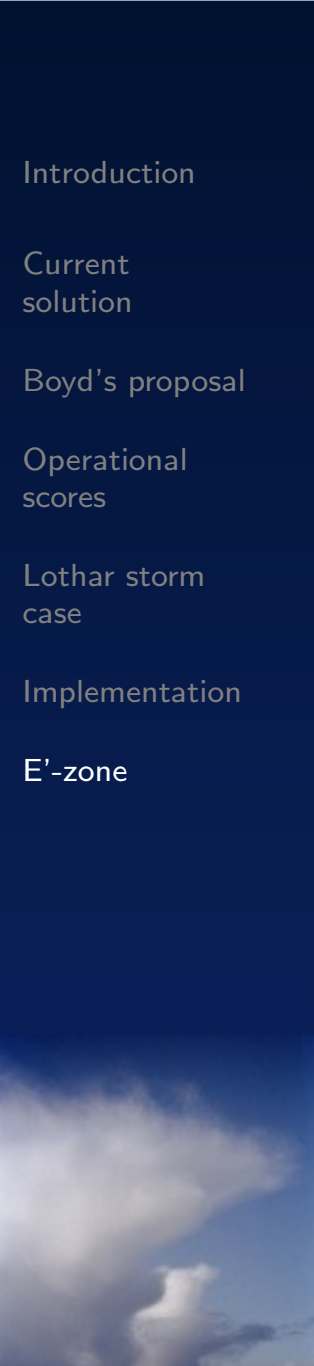 Introduction
Current
solution
Boyd's proposal
Operational
scores
Lothar storm
case
Implementation
E'-zone